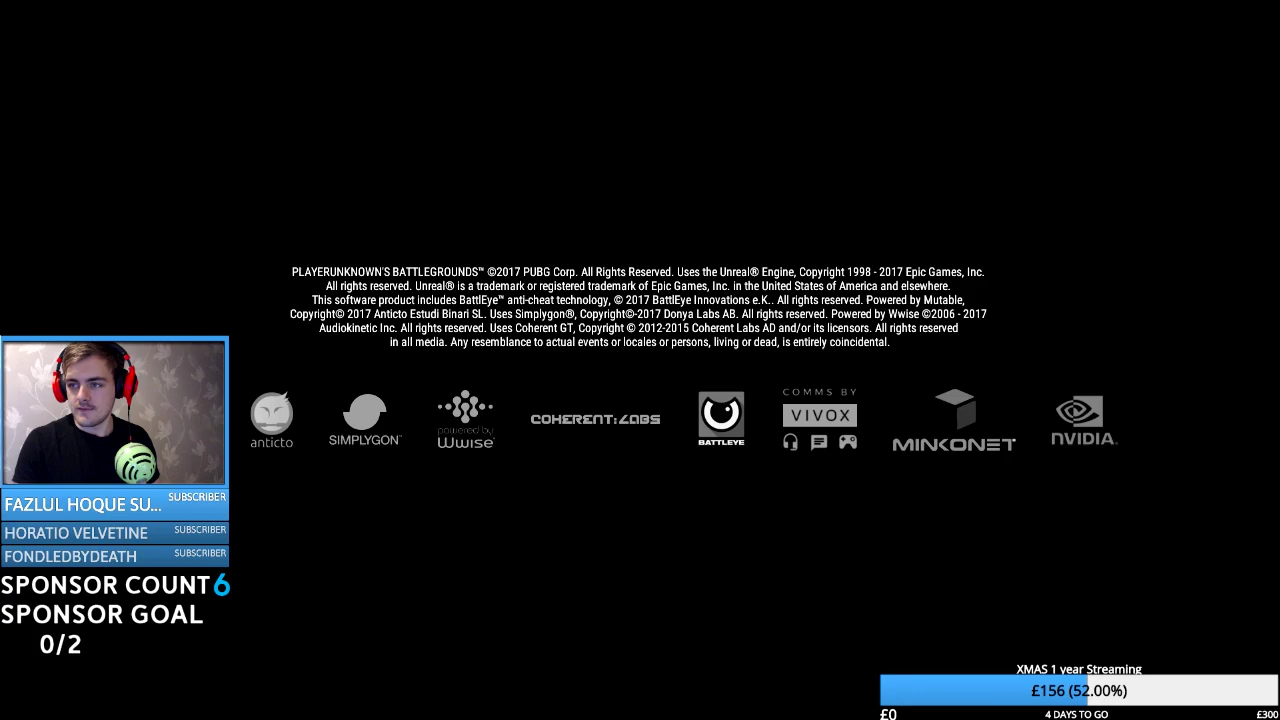 PLAYERUNKNOWN'S BATTLEGROUNDS™ ©2017 PUBG Corp. All Rights Reserved. Uses the Unreal® Engine, Copyright 1998 - 2017 Epic Games, Inc.
All rights reserved. Unreal® is a trademark or registered trademark of Epic Games, Inc. in the United States of America and elsewhere.
This software product includes BattlEye™ anti-cheat technology, © 2017 BattlEye Innovations e.K.. All rights reserved. Powered by Mutable,
Copyright© 2017 Anticto Estudi Binari SL. Uses Simplygon®, Copyright©-2017 Donya Labs AB. All rights reserved. Powered by Wwise ©2006 - 2017
Audiokinetic Inc. All rights reserved. Uses Coherent GT, Copyright © 2012-2015 Coherent Labs AD and/or its licensors. All rights reserved
in all media. Any resemblance to actual events or locales or persons, living or dead, is entirely coincidental.
anticto
SIMPLYGON™
powered by
Wwise
COHERENT:LABS
BATTLEYE
COMMS BY
VIVOX
MINKONET
NVIDIA.
FAZLUL HOQUE SU... SUBSCRIBER
HORATIO VELVETINE SUBSCRIBER
FONDLEDBYDEATH SUBSCRIBER
SPONSOR COUNT 6
SPONSOR GOAL
0/2
XMAS 1 year Streaming
£156 (52.00%)
£0 4 DAYS TO GO £300